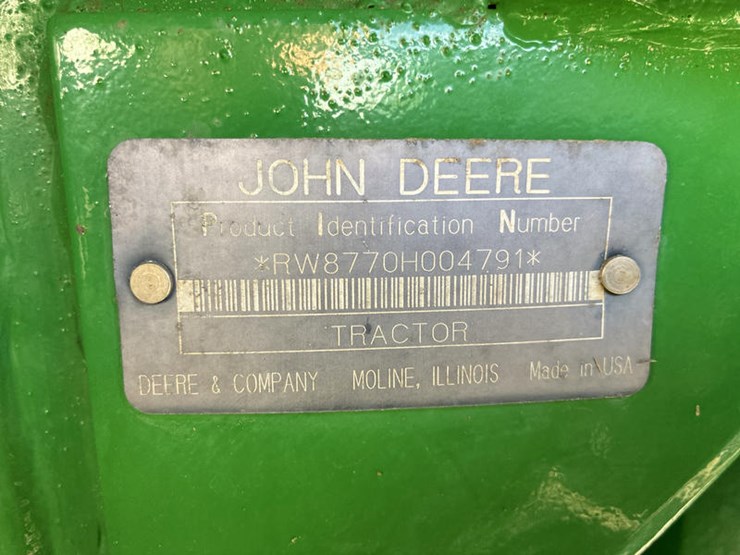 JOHN DEERE
Product Identification Number
*RW8770H004791*
TRACTOR
DEERE & COMPANY MOLINE, ILLINOIS Made in USA